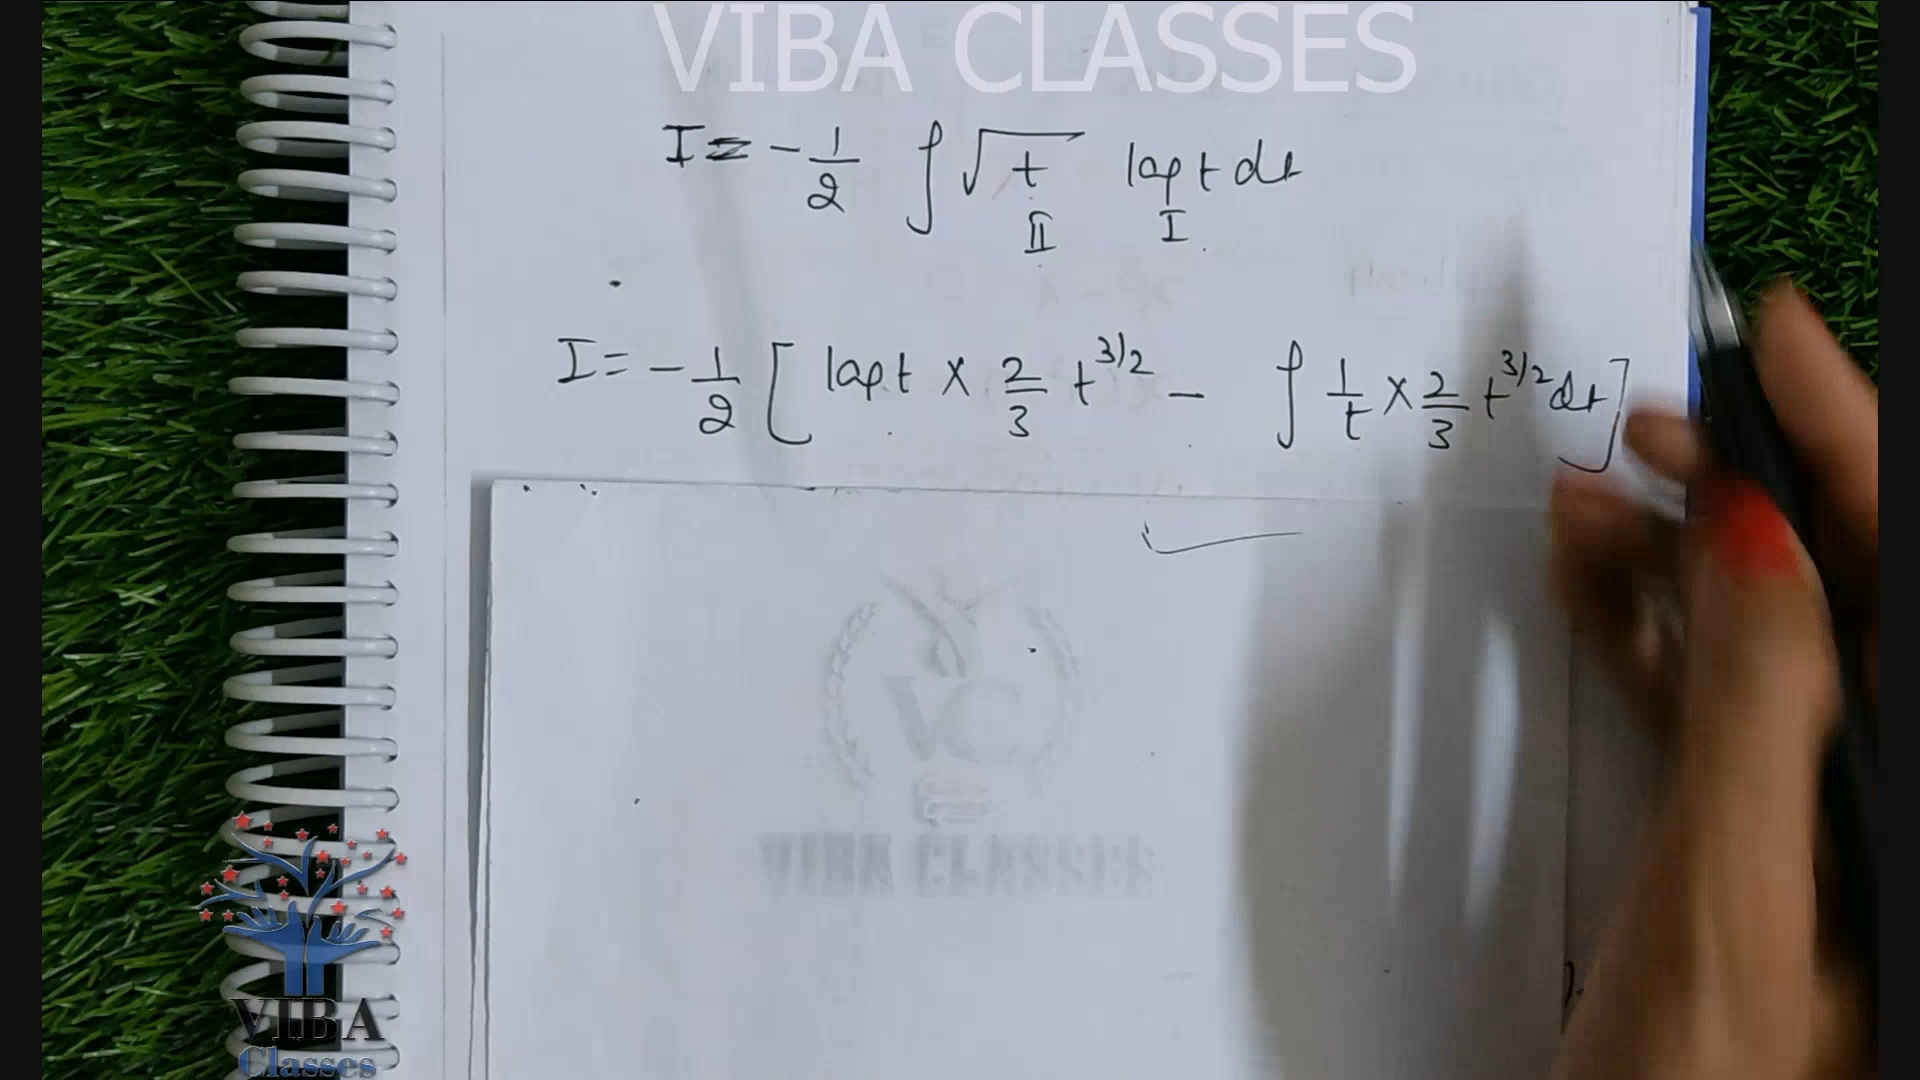 VIBA CLASSES
I = -1/2 ∫ √t log t dt
II I
I = -1/2 [ log t × 2/3 t^3/2 - ∫ 1/t × 2/3 t^3/2 dt ]
VC
VIBA CLASSES
VIBA
Classes